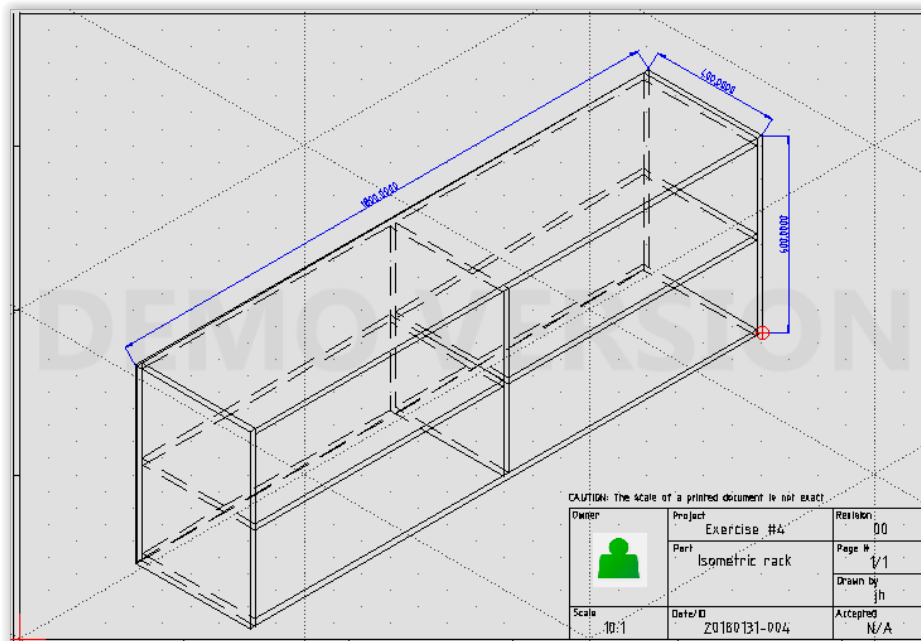 400,0000
1800,0000
600,0000
DEMO VERSION
CAUTION: The scale of a printed document is not exact
Owner
Project
Exercise #4
Revision
00
Part
Isometric rack
Page #
1/1
Drawn by
jh
Scale
10:1
Date/ID
20180131-004
Accepted
N/A